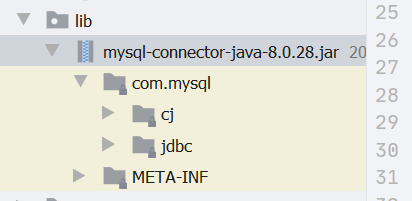 lib
mysql-connector-java-8.0.28.jar 20
com.mysql
cj
jdbc
META-INF
25
26
27
28
29
30
31